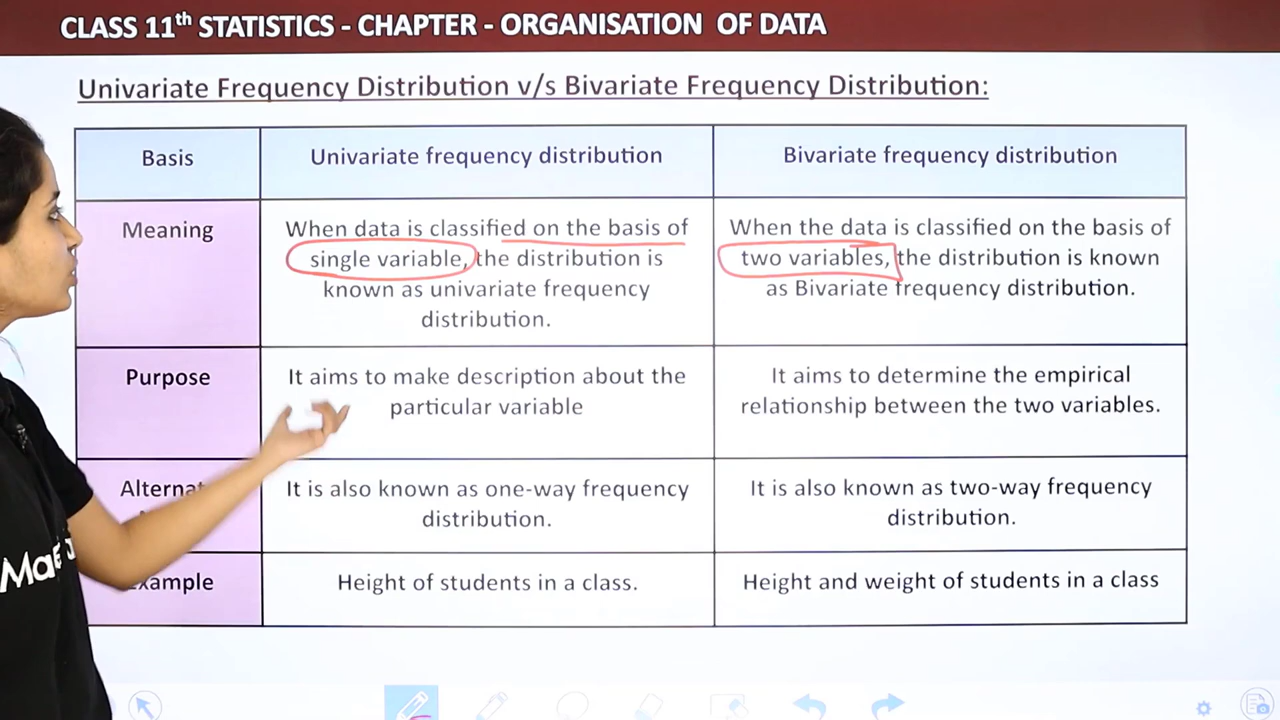 CLASS 11th STATISTICS - CHAPTER - ORGANISATION OF DATA
Univariate Frequency Distribution v/s Bivariate Frequency Distribution:
Basis
Univariate frequency distribution
Bivariate frequency distribution
Meaning
When data is classified on the basis of
single variable, the distribution is
known as univariate frequency
distribution.
When the data is classified on the basis of
two variables, the distribution is known
as Bivariate frequency distribution.
Purpose
It aims to make description about the
particular variable
It aims to determine the empirical
relationship between the two variables.
It is also known as one-way frequency
distribution.
It is also known as two-way frequency
distribution.
Example
Height of students in a class.
Height and weight of students in a class